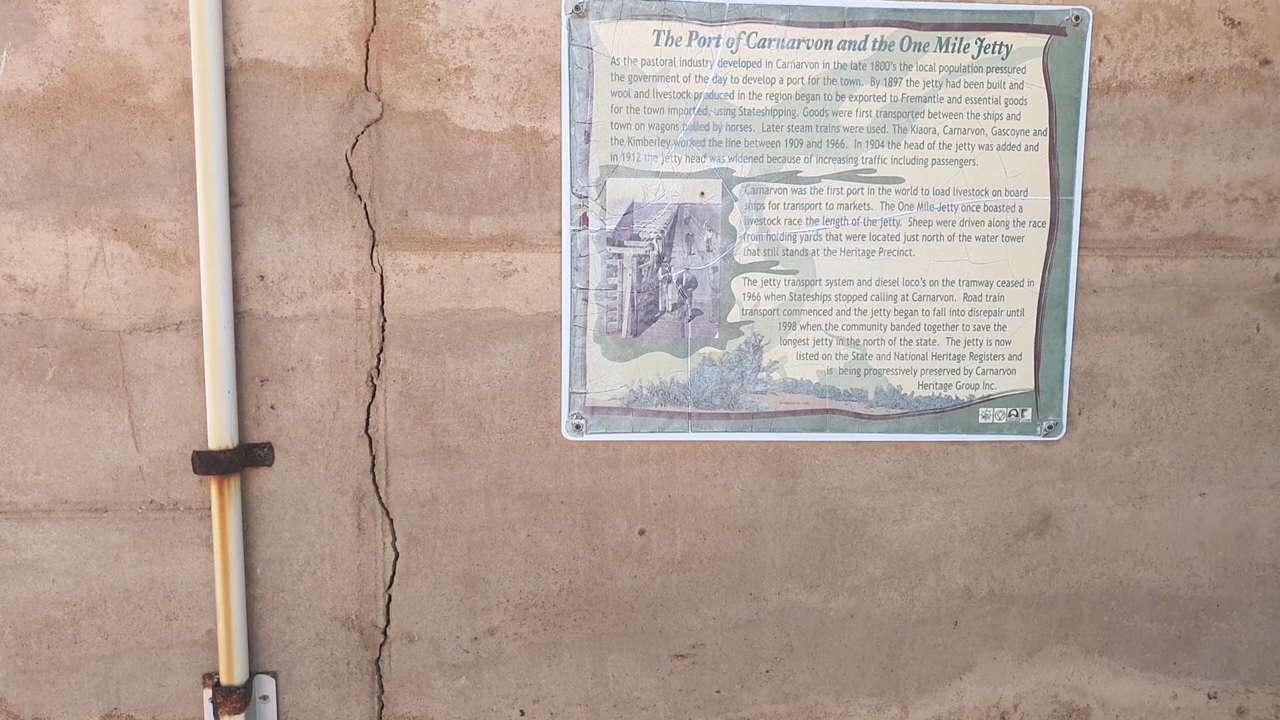 The Port of Carnarvon and the One Mile Jetty
As the pastoral industry developed in Carnarvon in the late 1800's the local population pressured
the government of the day to develop a port for the town. By 1897 the jetty had been built and
wool and livestock produced in the region began to be exported to Fremantle and essential goods
for the town imported, using Stateshipping. Goods were first transported between the ships and
town on wagons pulled by horses. Later steam trains were used. The Kiaora, Carnarvon, Gascoyne and
the Kimberley worked the line between 1909 and 1966. In 1904 the head of the jetty was added and
in 1912 the jetty head was widened because of increasing traffic including passengers.
Carnarvon was the first port in the world to load livestock on board
ships for transport to markets. The One Mile Jetty once boasted a
livestock race the length of the jetty. Sheep were driven along the race
from holding yards that were located just north of the water tower
that still stands at the Heritage Precinct.
The jetty transport system and diesel loco's on the tramway ceased in
1966 when Stateships stopped calling at Carnarvon. Road train
transport commenced and the jetty began to fall into disrepair until
1998 when the community banded together to save the
longest jetty in the north of the state. The jetty is now
listed on the State and National Heritage Registers and
is being progressively preserved by Carnarvon
Heritage Group Inc.